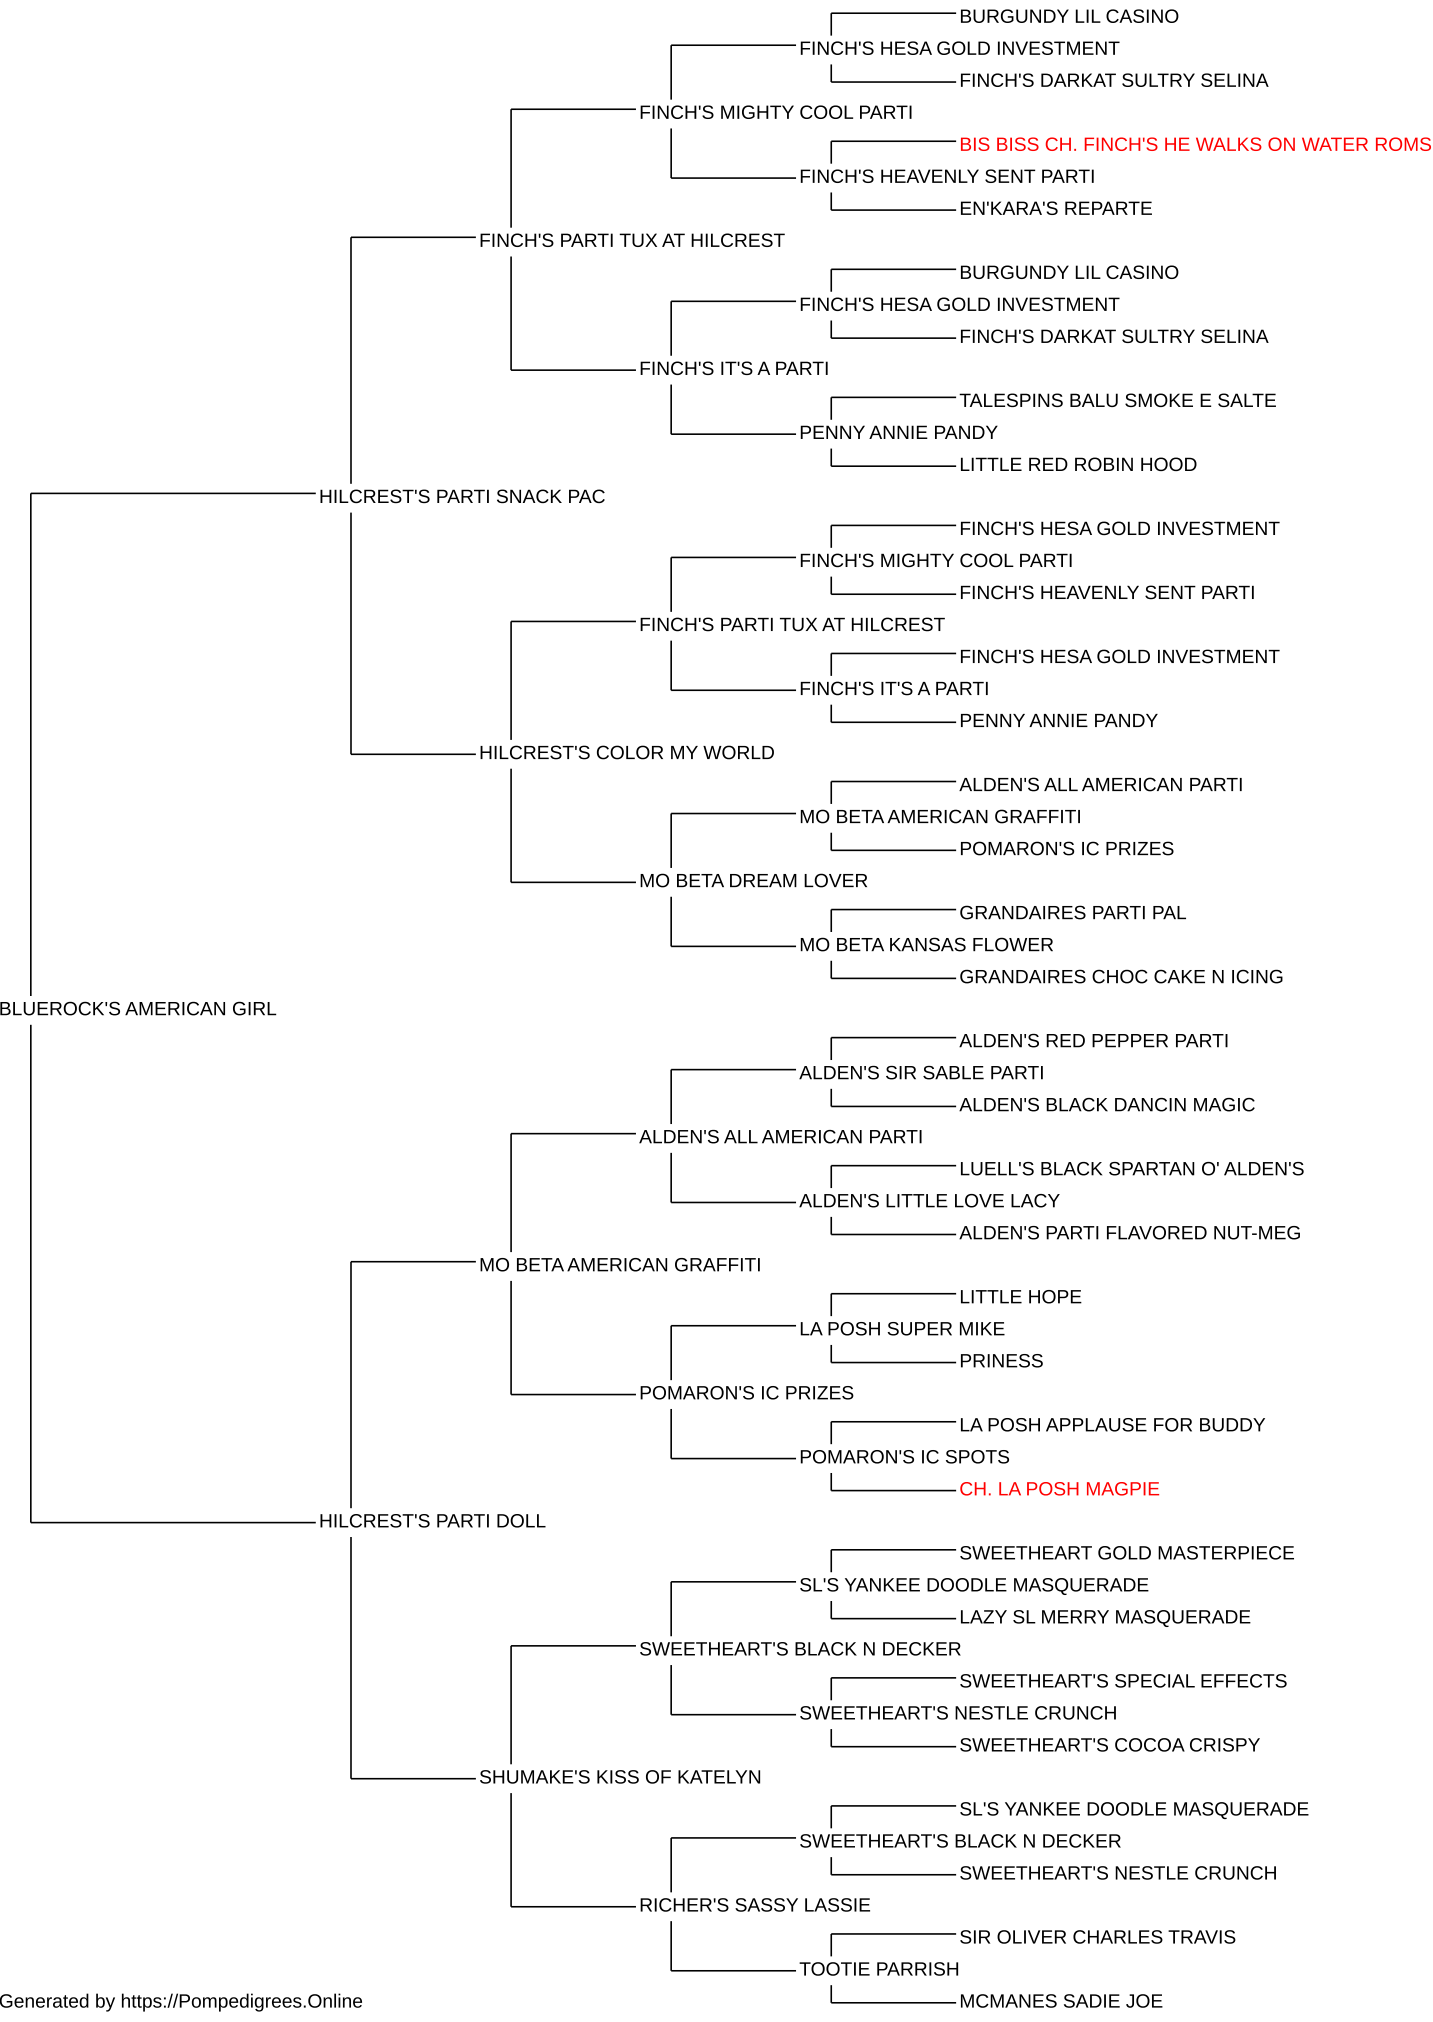 BURGUNDY LIL CASINO
FINCH'S HESA GOLD INVESTMENT
FINCH'S DARKAT SULTRY SELINA
FINCH'S MIGHTY COOL PARTI
BIS BISS CH. FINCH'S HE WALKS ON WATER ROMS
FINCH'S HEAVENLY SENT PARTI
EN'KARA'S REPARTE
FINCH'S PARTI TUX AT HILCREST
BURGUNDY LIL CASINO
FINCH'S HESA GOLD INVESTMENT
FINCH'S DARKAT SULTRY SELINA
FINCH'S IT'S A PARTI
TALESPINS BALU SMOKE E SALTE
PENNY ANNIE PANDY
LITTLE RED ROBIN HOOD
HILCREST'S PARTI SNACK PAC
FINCH'S HESA GOLD INVESTMENT
FINCH'S MIGHTY COOL PARTI
FINCH'S HEAVENLY SENT PARTI
FINCH'S PARTI TUX AT HILCREST
FINCH'S HESA GOLD INVESTMENT
FINCH'S IT'S A PARTI
PENNY ANNIE PANDY
HILCREST'S COLOR MY WORLD
ALDEN'S ALL AMERICAN PARTI
MO BETA AMERICAN GRAFFITI
POMARON'S IC PRIZES
MO BETA DREAM LOVER
GRANDAIRES PARTI PAL
MO BETA KANSAS FLOWER
GRANDAIRES CHOC CAKE N ICING
BLUEROCK'S AMERICAN GIRL
ALDEN'S RED PEPPER PARTI
ALDEN'S SIR SABLE PARTI
ALDEN'S BLACK DANCIN MAGIC
ALDEN'S ALL AMERICAN PARTI
LUELL'S BLACK SPARTAN O' ALDEN'S
ALDEN'S LITTLE LOVE LACY
ALDEN'S PARTI FLAVORED NUT-MEG
MO BETA AMERICAN GRAFFITI
LITTLE HOPE
LA POSH SUPER MIKE
PRINESS
POMARON'S IC PRIZES
LA POSH APPLAUSE FOR BUDDY
POMARON'S IC SPOTS
CH. LA POSH MAGPIE
HILCREST'S PARTI DOLL
SWEETHEART GOLD MASTERPIECE
SL'S YANKEE DOODLE MASQUERADE
LAZY SL MERRY MASQUERADE
SWEETHEART'S BLACK N DECKER
SWEETHEART'S SPECIAL EFFECTS
SWEETHEART'S NESTLE CRUNCH
SWEETHEART'S COCOA CRISPY
SHUMAKE'S KISS OF KATELYN
SL'S YANKEE DOODLE MASQUERADE
SWEETHEART'S BLACK N DECKER
SWEETHEART'S NESTLE CRUNCH
RICHER'S SASSY LASSIE
SIR OLIVER CHARLES TRAVIS
TOOTIE PARRISH
MCMANES SADIE JOE
Generated by https://Pompedigrees.Online